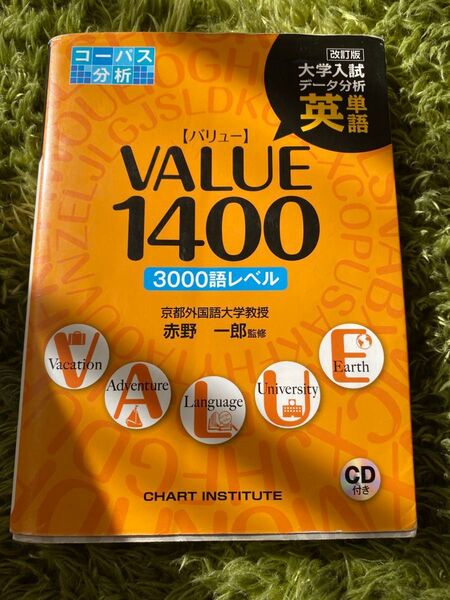 コーパス
分析
改訂版
大学入試
データ分析
英単語
【バリュー】
VALUE
1400
3000語レベル
京都外国語大学教授
赤野 一郎監修
V A L U E
Vacation
Adventure
Language
University
Earth
CD
付き
CHART INSTITUTE